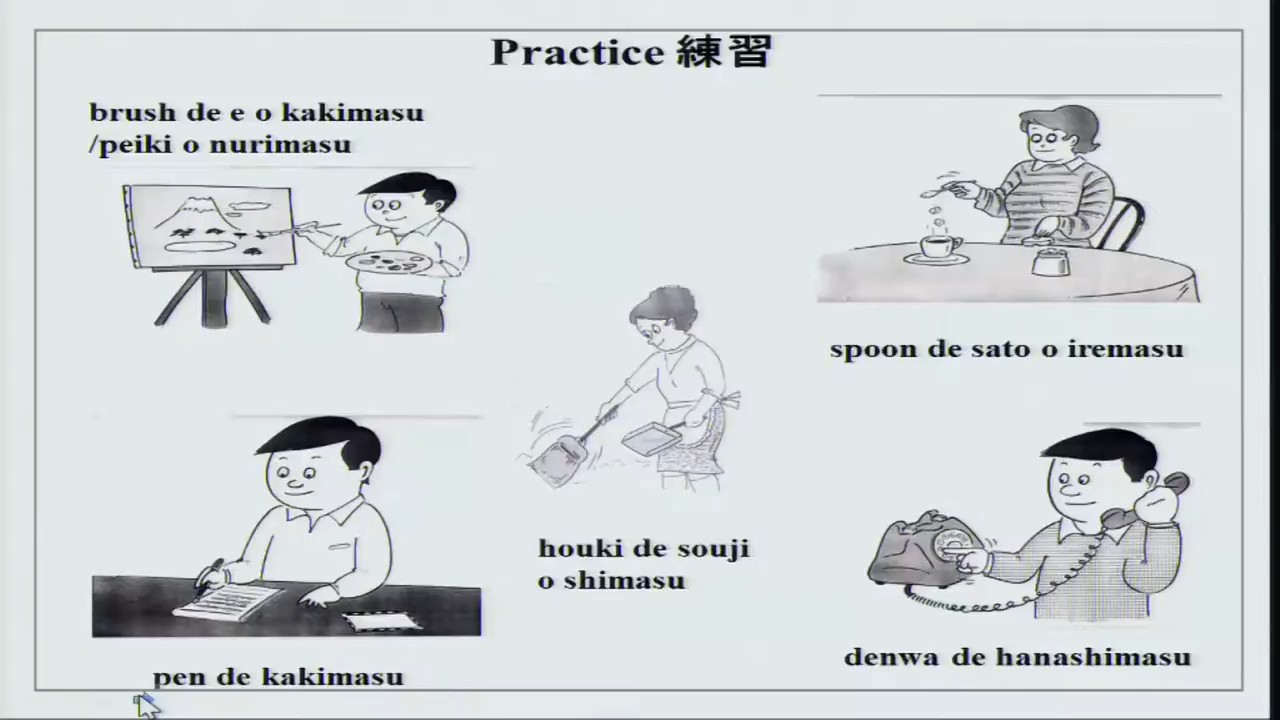 Practice 練習
brush de e o kakimasu
/peiki o nurimasu
spoon de sato o iremasu
houki de souji
o shimasu
denwa de hanashimasu
pen de kakimasu